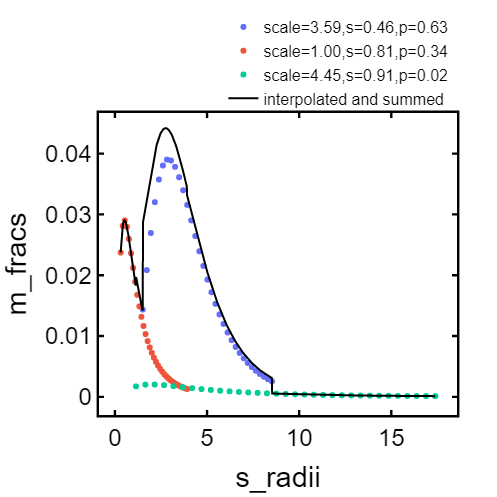 scale=3.59,s=0.46,p=0.63
scale=1.00,s=0.81,p=0.34
scale=4.45,s=0.91,p=0.02
interpolated and summed
m_fracs
0.04
0.03
0.02
0.01
0
0
5
10
15
s_radii